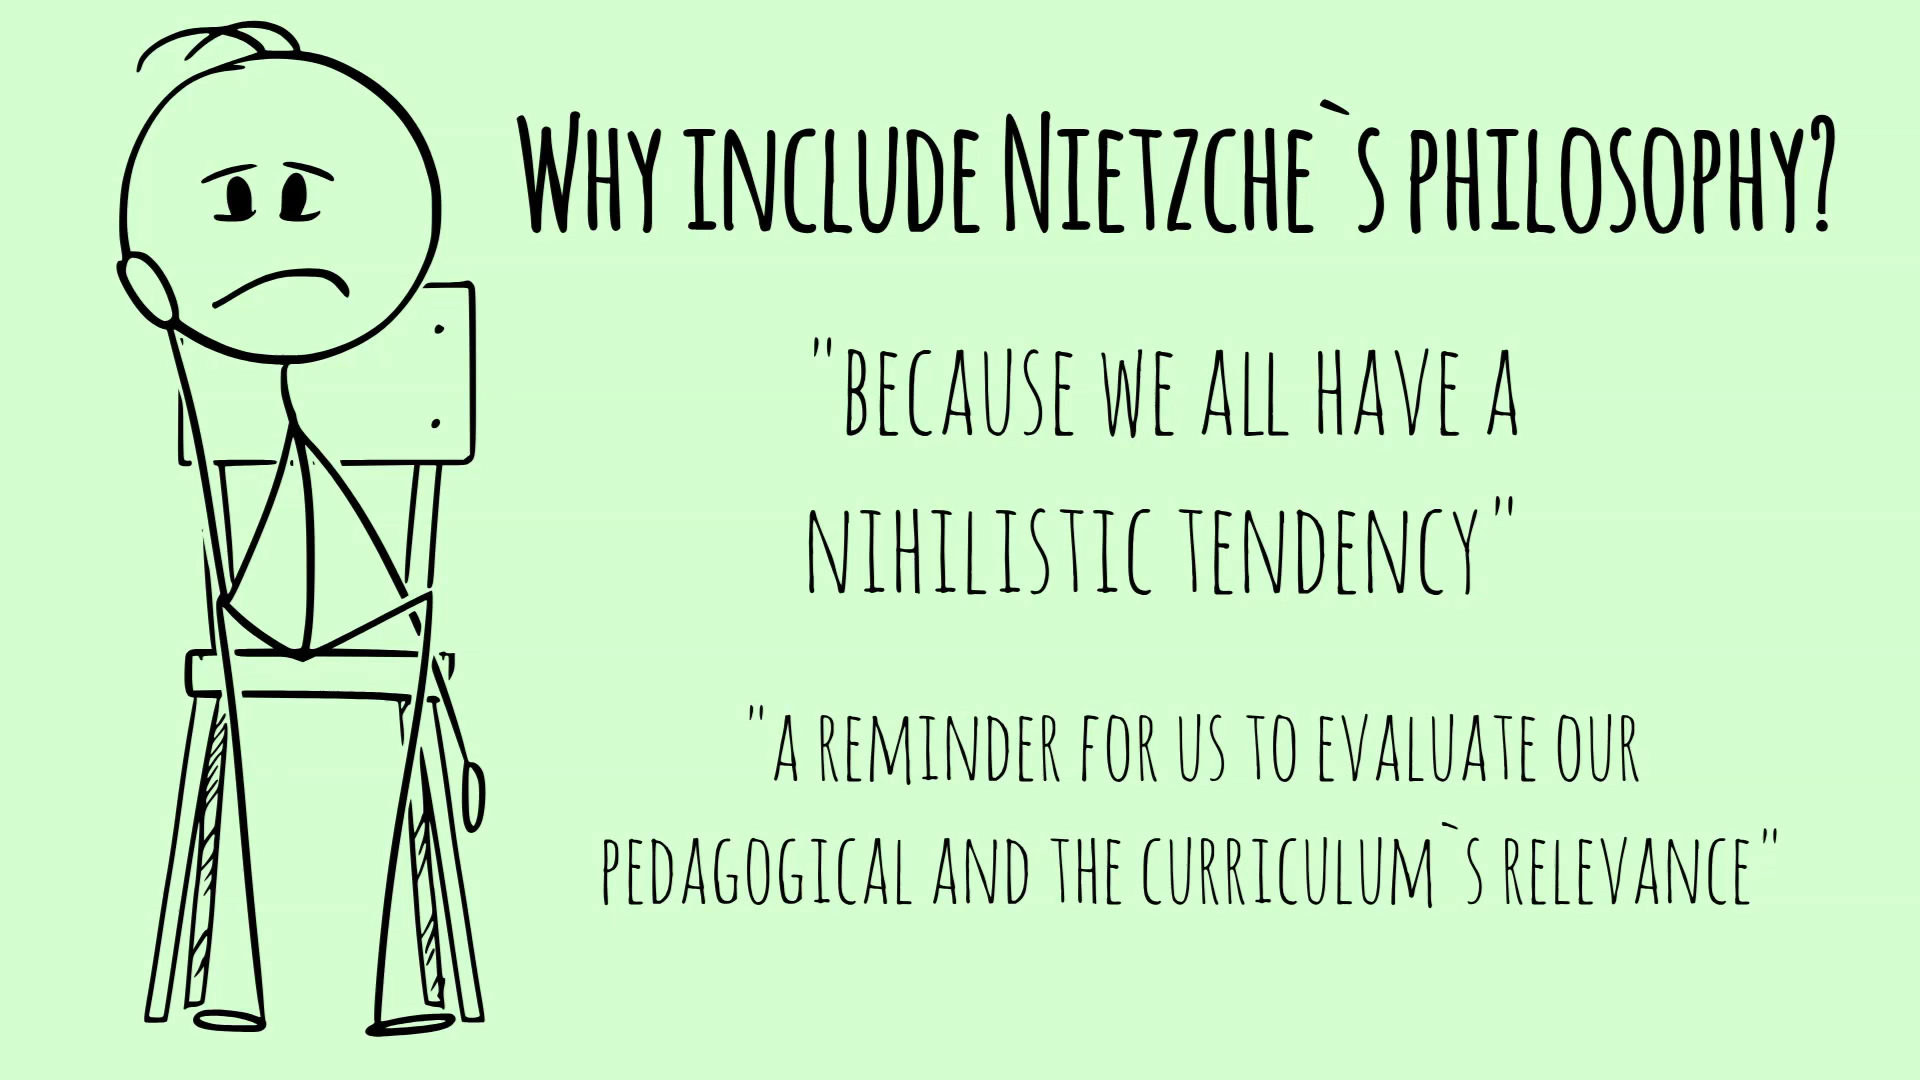 Why include Nietzche`s philosophy?
"because we all have a
nihilistic tendency"
"a reminder for us to evaluate our
pedagogical and the curriculum`s relevance"